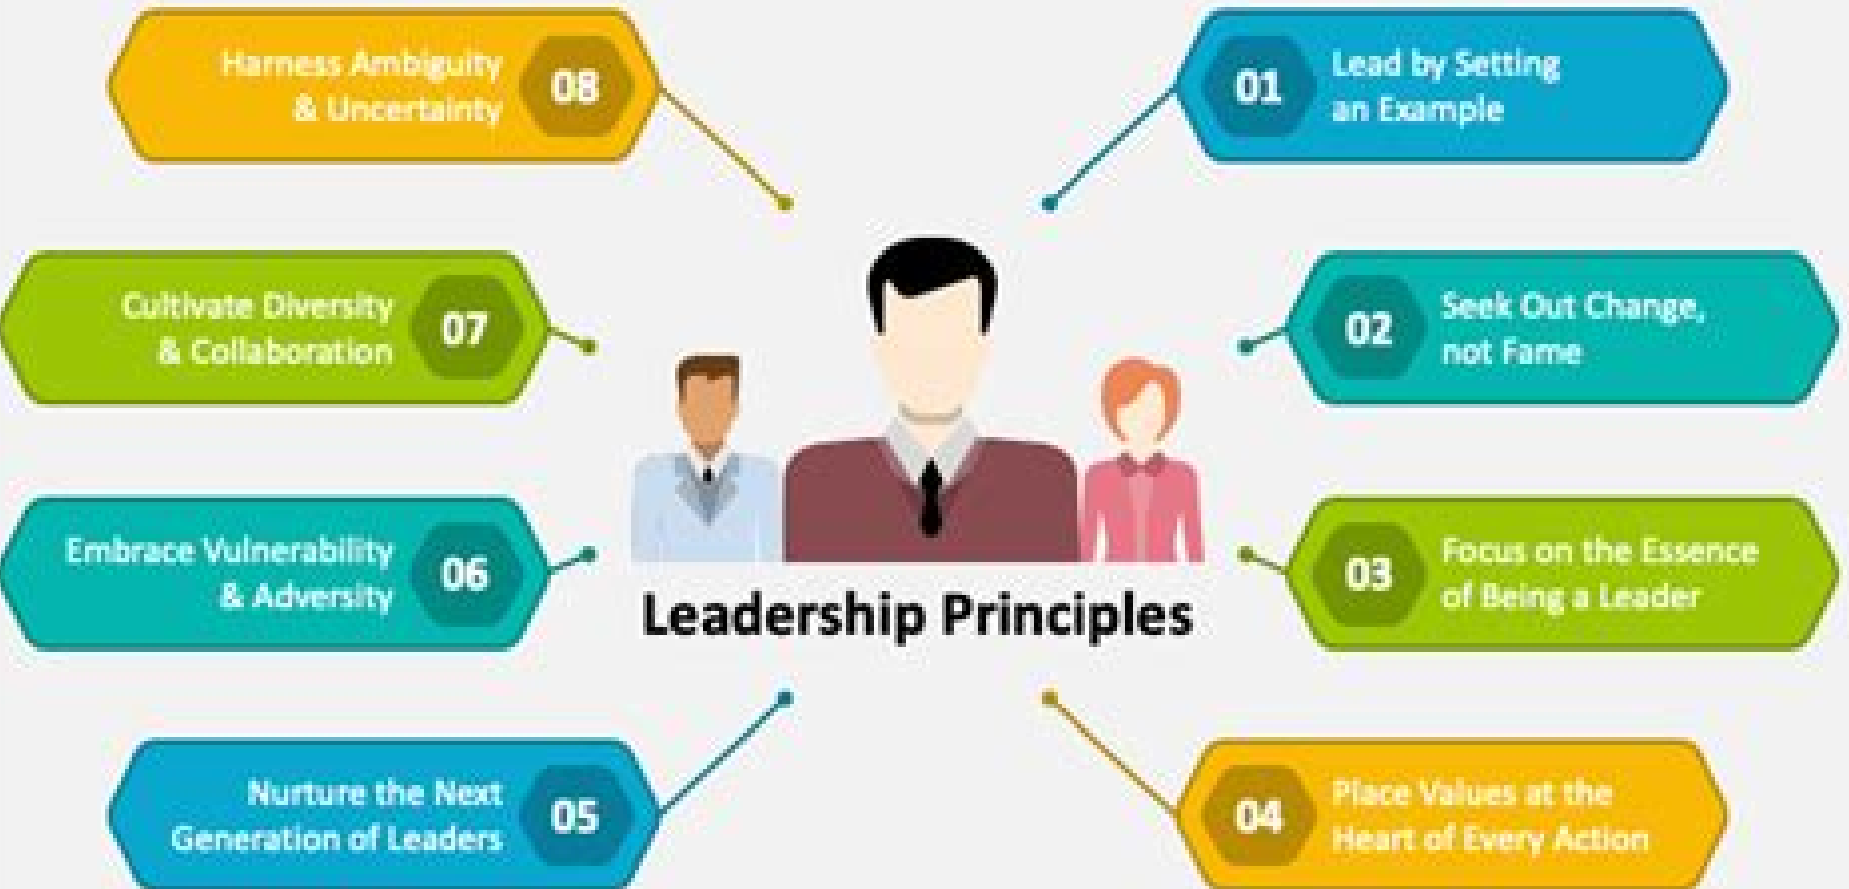 01
Lead by Setting
an Example
02
Seek Out Change,
not Fame
03
Focus on the Essence
of Being a Leader
04
Place Values at the
Heart of Every Action
05
Nurture the Next
Generation of Leaders
06
Embrace Vulnerability
& Adversity
07
Cultivate Diversity
& Collaboration
08
Harness Ambiguity
& Uncertainty
Leadership Principles